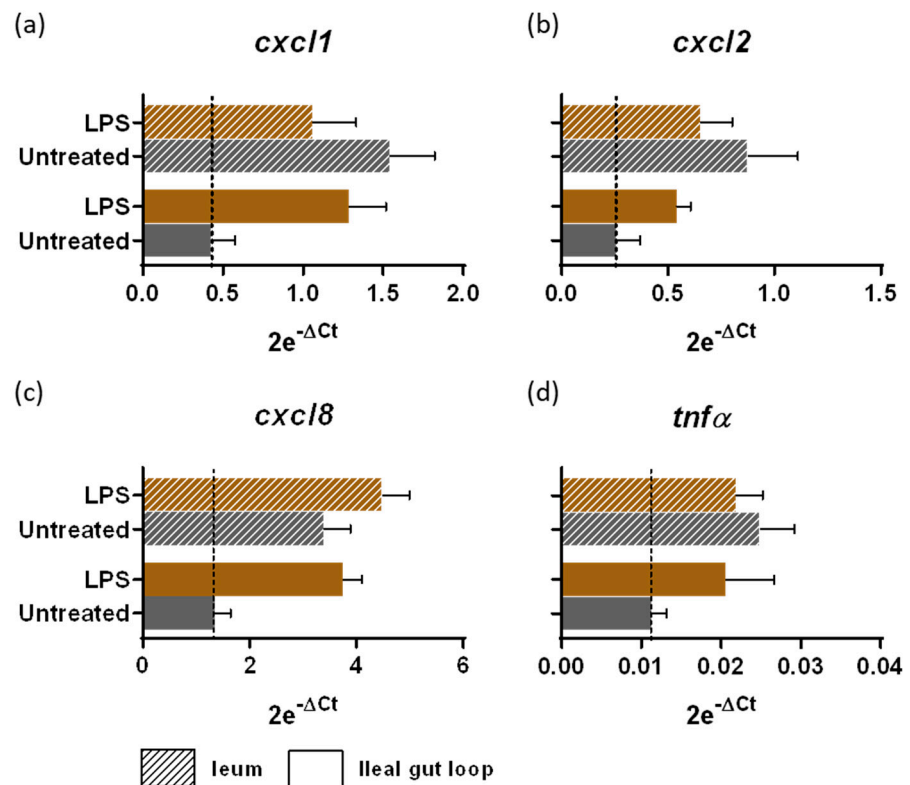 (a)
cxcl1
LPS
Untreated
LPS
Untreated
0.0 0.5 1.0 1.5 2.0
2e^-ΔCt
(b)
cxcl2
0.0 0.5 1.0 1.5
2e^-ΔCt
(c)
cxcl8
LPS
Untreated
LPS
Untreated
0 2 4 6
2e^-ΔCt
(d)
tnfα
0.00 0.01 0.02 0.03 0.04
2e^-ΔCt
Ieum Ileal gut loop